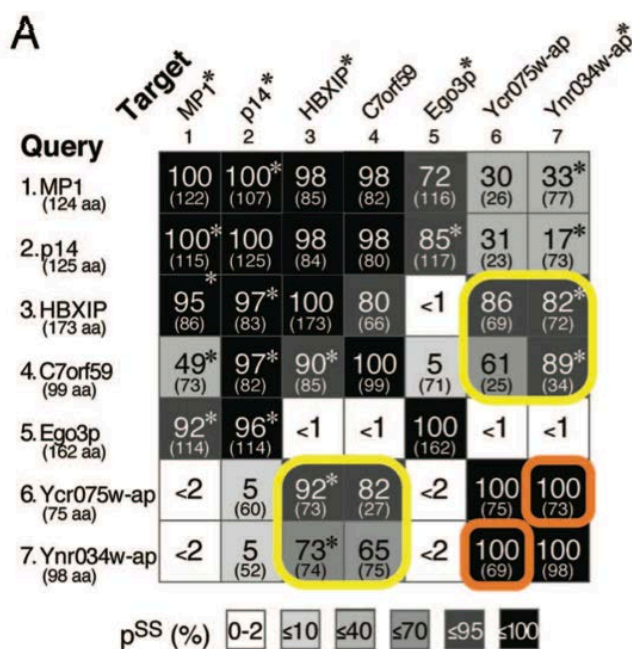 A
Target
MP1* p14* HBXIP* C7orf59 Ego3p* Ycr075w-ap Ynr034w-ap*
Query 1 2 3 4 5 6 7
1. MP1 100 100* 98 98 72 30 33*
(124 aa) (122) (107) (85) (82) (116) (26) (77)
2. p14 100* 100 98 98 85* 31 17*
(125 aa) (115) (125) (84) (80) (117) (23) (73)
3. HBXIP 95* 97* 100 80 <1 86 82*
(173 aa) (86) (83) (173) (66) (69) (72)
4. C7orf59 49* 97* 90* 100 5 61 89*
(99 aa) (73) (82) (85) (99) (71) (25) (34)
5. Ego3p 92* 96* <1 <1 100 <1 <1
(162 aa) (114) (114) (162)
6. Ycr075w-ap <2 5 92* 82 <2 100 100
(75 aa) (60) (73) (27) (75) (73)
7. Ynr034w-ap <2 5 73* 65 <2 100 100
(98 aa) (52) (74) (75) (69) (98)
pSS (%) 0-2 ≤10 ≤40 ≤70 ≤95 ≤100